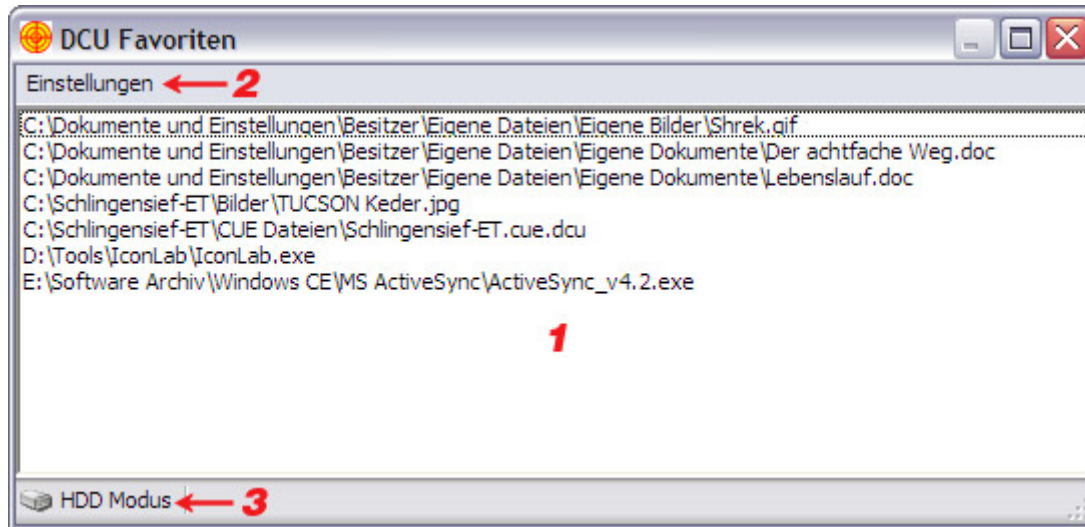 DCU Favoriten
Einstellungen 2
C:\Dokumente und Einstellungen\Besitzer\Eigene Dateien\Eigene Bilder\Shrek.gif
C:\Dokumente und Einstellungen\Besitzer\Eigene Dateien\Eigene Dokumente\Der achtfache Weg.doc
C:\Dokumente und Einstellungen\Besitzer\Eigene Dateien\Eigene Dokumente\Lebenslauf.doc
C:\Schlingensief-ET\Bilder\TUCSON Keder.jpg
C:\Schlingensief-ET\CUE Dateien\Schlingensief-ET.cue.dcu
D:\Tools\IconLab\IconLab.exe
E:\Software Archiv\Windows CE\MS ActiveSync\ActiveSync_v4.2.exe
1
HDD Modus 3